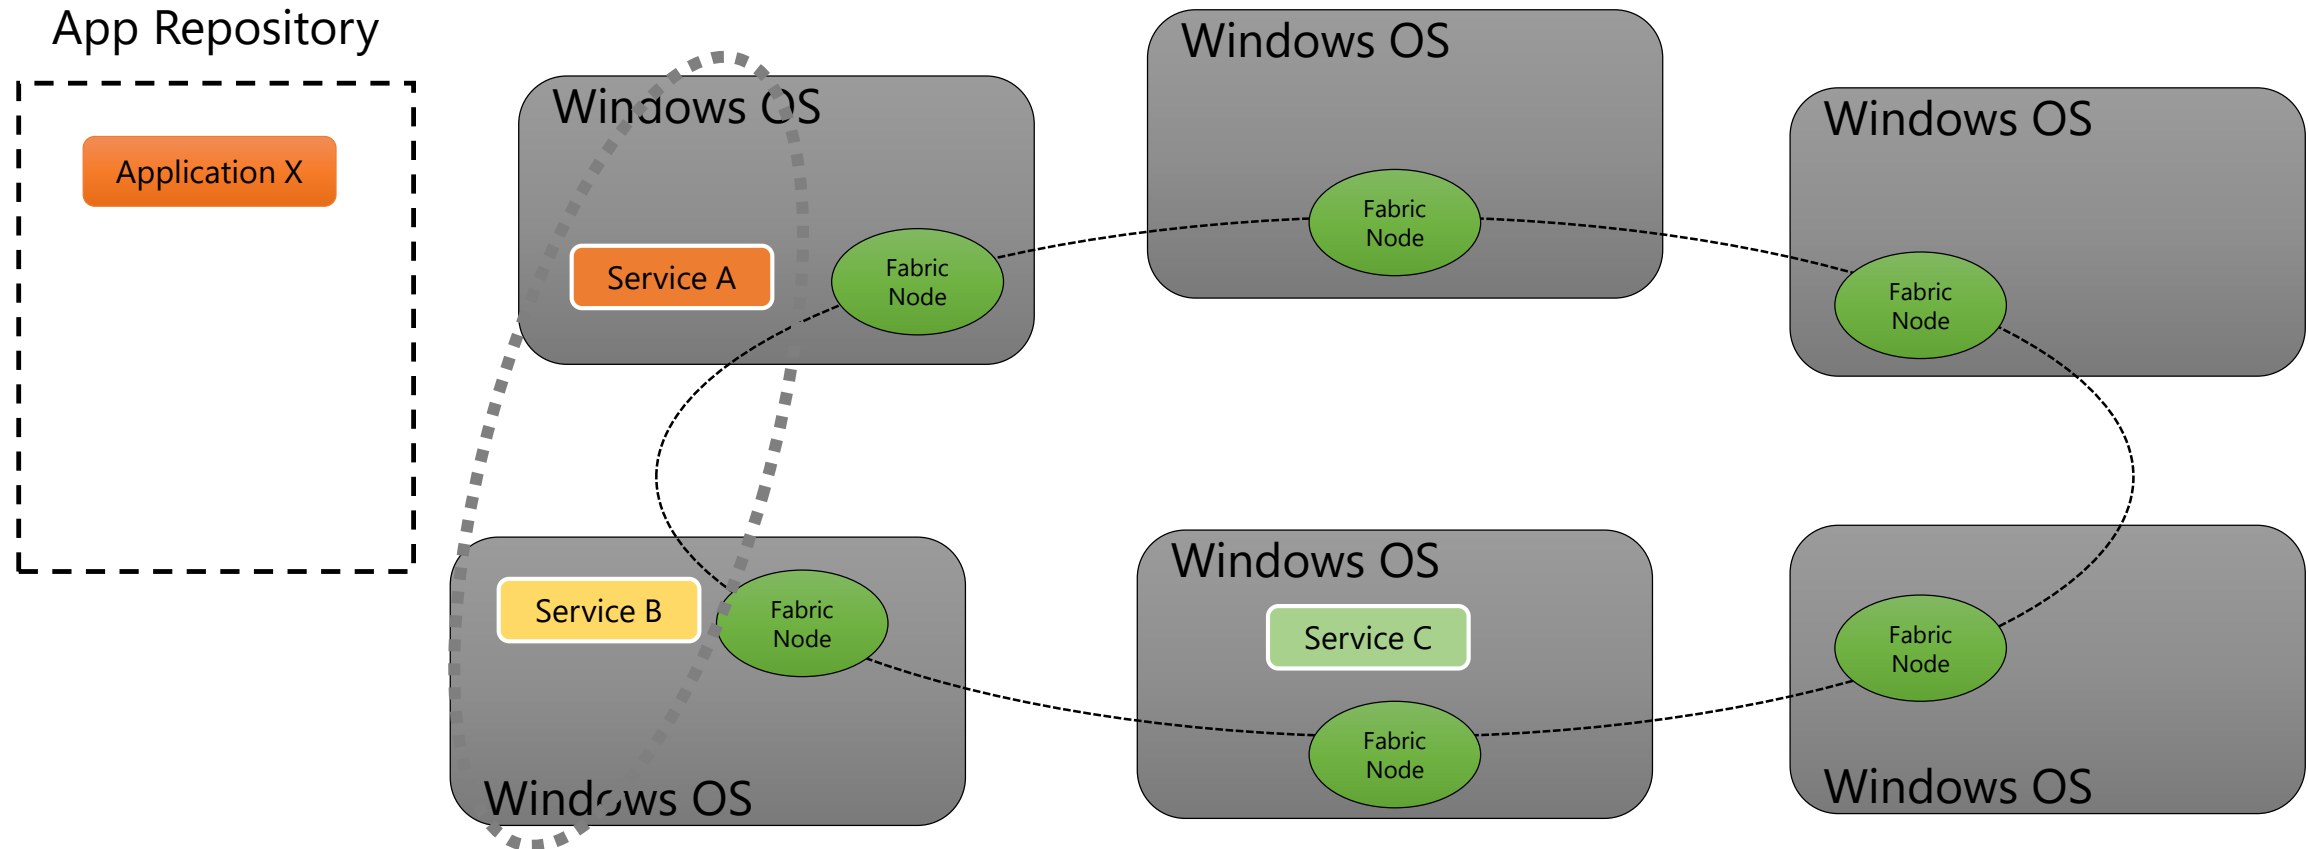 App Repository
Application X
Windows OS
Service A
Fabric
Node
Windows OS
Fabric
Node
Windows OS
Fabric
Node
Service B
Fabric
Node
Windows OS
Windows OS
Service C
Fabric
Node
Fabric
Node
Windows OS